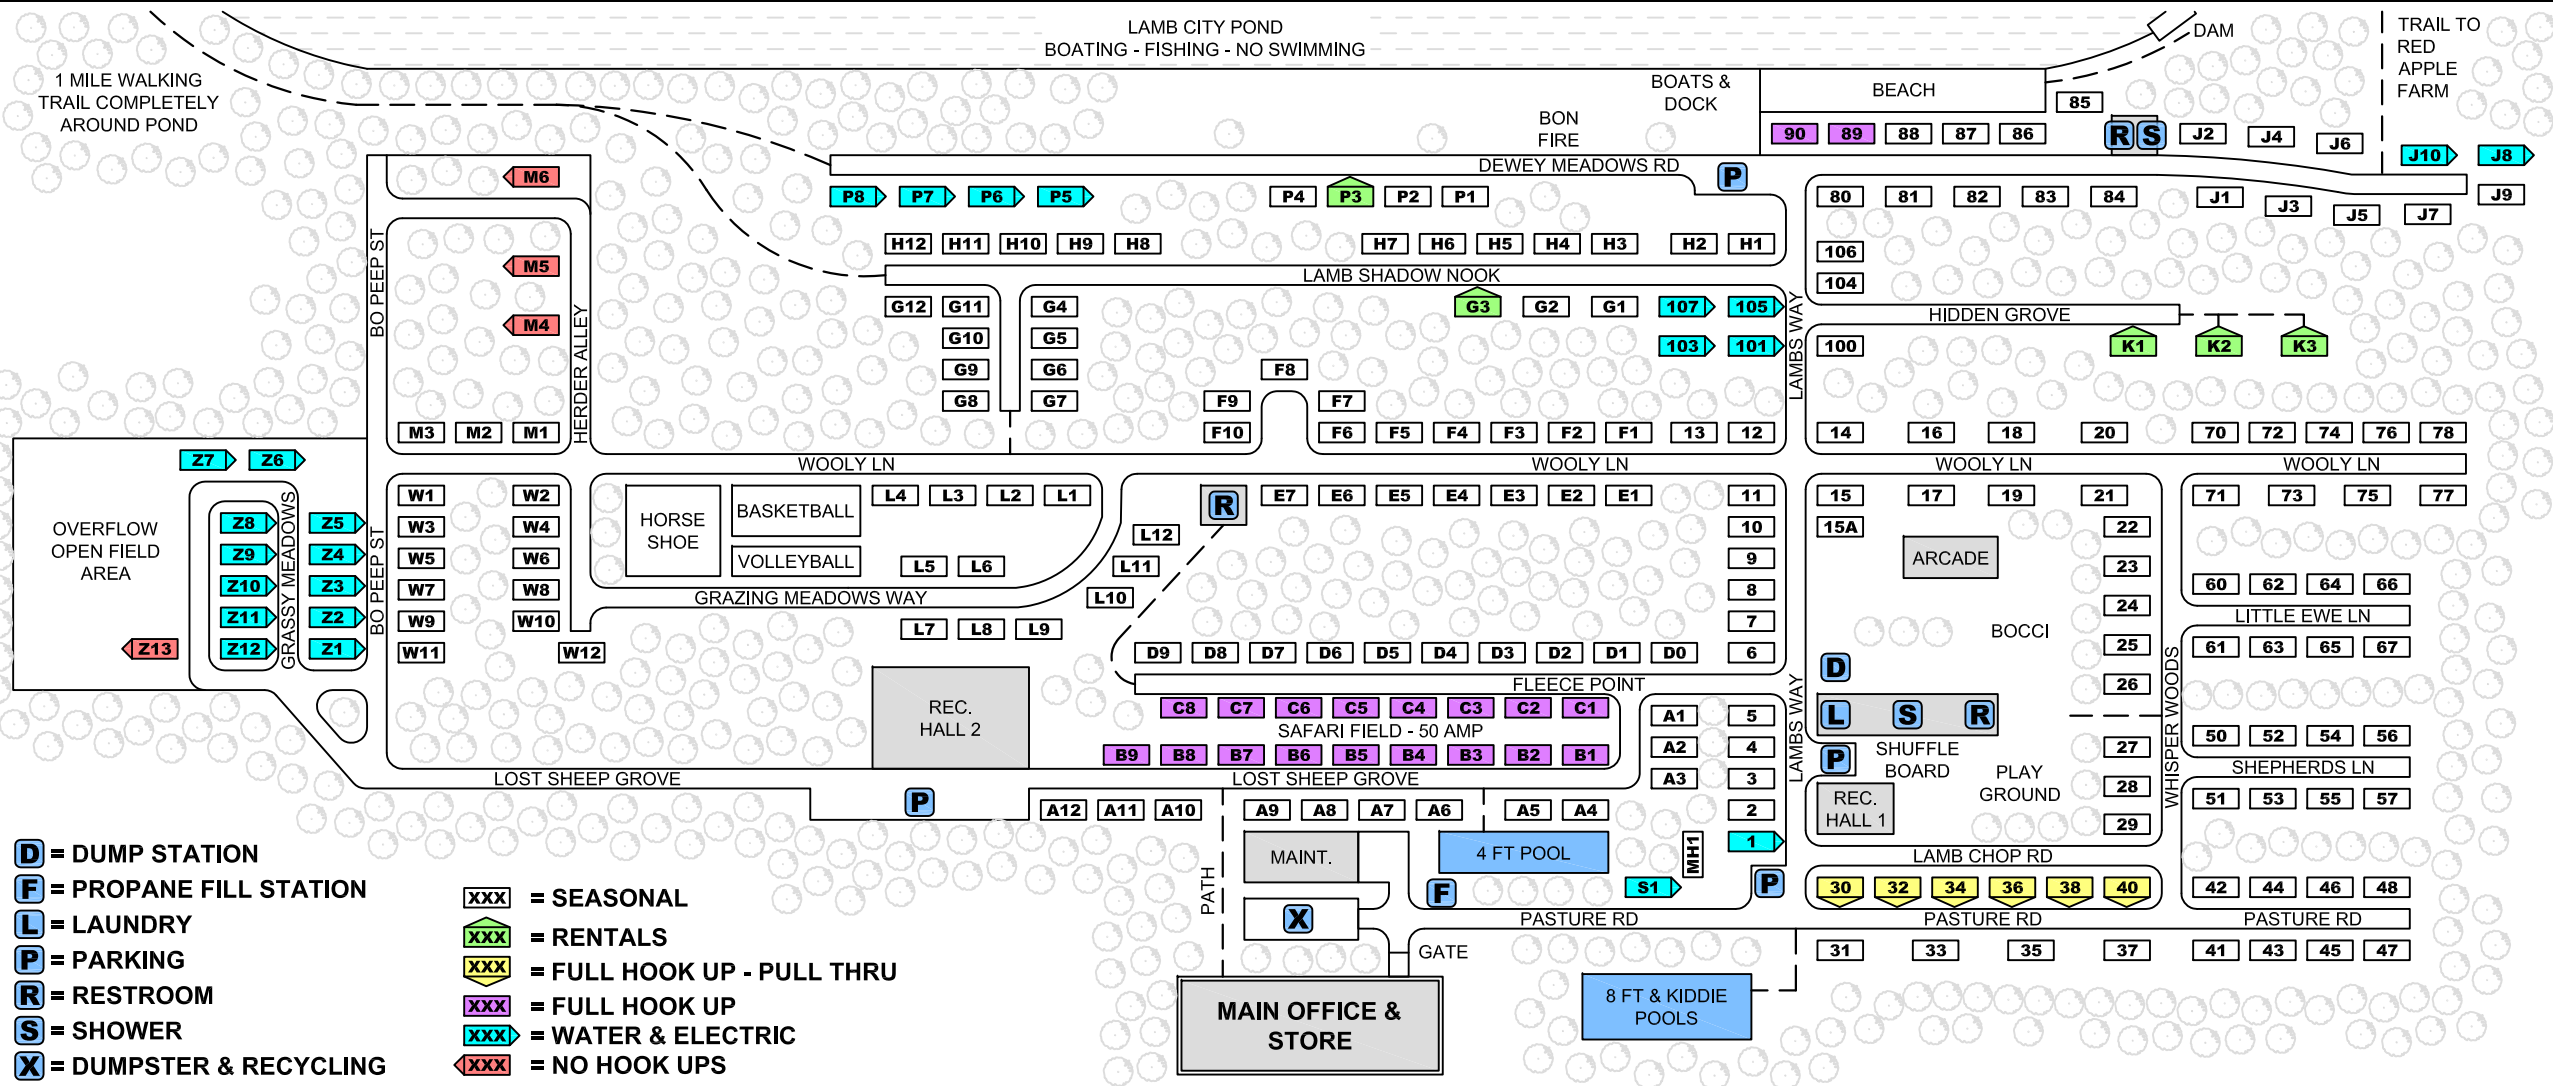 LAMB CITY POND
BOATING - FISHING - NO SWIMMING
DAM
TRAIL TO
RED
APPLE
FARM
1 MILE WALKING
TRAIL COMPLETELY
AROUND POND
BOATS &
DOCK
BEACH
85
BON
FIRE
90 89 88 87 86
R S J2 J4 J6
J10 J8
DEWEY MEADOWS RD
P
M6
P8 P7 P6 P5 P4 P3 P2 P1
80 81 82 83 84 J1 J3 J5 J7 J9
H12 H11 H10 H9 H8 H7 H6 H5 H4 H3 H2 H1
106
BO PEEP ST
M5
LAMB SHADOW NOOK
104
G12 G11 G4 G3 G2 G1 107 105
LAMBS WAY
HIDDEN GROVE
M4
HERDER ALLEY
G10 G5 103 101 100 K1 K2 K3
G9 G6 F8
G8 G7 F9 F7
M3 M2 M1 F10 F6 F5 F4 F3 F2 F1 13 12 14 16 18 20 70 72 74 76 78
Z7 Z6
WOOLY LN WOOLY LN WOOLY LN WOOLY LN
W1 W2 L4 L3 L2 L1 R E7 E6 E5 E4 E3 E2 E1 11 15 17 19 21 71 73 75 77
HORSE
SHOE
BASKETBALL
VOLLEYBALL
OVERFLOW
OPEN FIELD
AREA
GRASSY MEADOWS
BO PEEP ST
Z8 Z5 W3 W4 L12 10 15A 22
Z9 Z4 W5 W6 L5 L6 L11 9 ARCADE 23
Z10 Z3 W7 W8 L10 8 24 60 62 64 66
GRAZING MEADOWS WAY
LITTLE EWE LN
Z11 Z2 W9 W10 L7 L8 L9 7 BOCCI 25 61 63 65 67
Z13 Z12 Z1 W11 W12 D9 D8 D7 D6 D5 D4 D3 D2 D1 D0 6 D 26
FLEECE POINT
WHISPER WOODS
LAMBS WAY
REC.
HALL 2
C8 C7 C6 C5 C4 C3 C2 C1 A1 5 L S R
SAFARI FIELD - 50 AMP
B9 B8 B7 B6 B5 B4 B3 B2 B1 A2 4 P 27 50 52 54 56
SHUFFLE
BOARD
PLAY
GROUND
LOST SHEEP GROVE LOST SHEEP GROVE
A3 3
SHEPHERDS LN
28 51 53 55 57
P A12 A11 A10 A9 A8 A7 A6 A5 A4 2
REC.
HALL 1
29
MAINT.
4 FT POOL
MH1
1
LAMB CHOP RD
PATH
F S1 P 30 32 34 36 38 40 42 44 46 48
X
PASTURE RD PASTURE RD PASTURE RD
GATE
31 33 35 37 41 43 45 47
MAIN OFFICE &
STORE
8 FT & KIDDIE
POOLS
D = DUMP STATION
F = PROPANE FILL STATION
L = LAUNDRY
P = PARKING
R = RESTROOM
S = SHOWER
X = DUMPSTER & RECYCLING
XXX = SEASONAL
XXX = RENTALS
XXX = FULL HOOK UP - PULL THRU
XXX = FULL HOOK UP
XXX = WATER & ELECTRIC
XXX = NO HOOK UPS